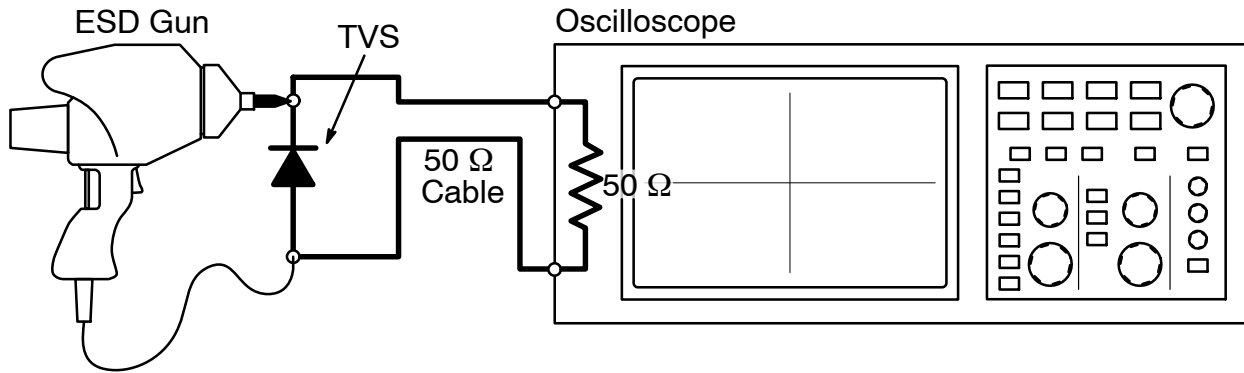 ESD Gun
TVS
Oscilloscope
50 Ω
Cable
50 Ω